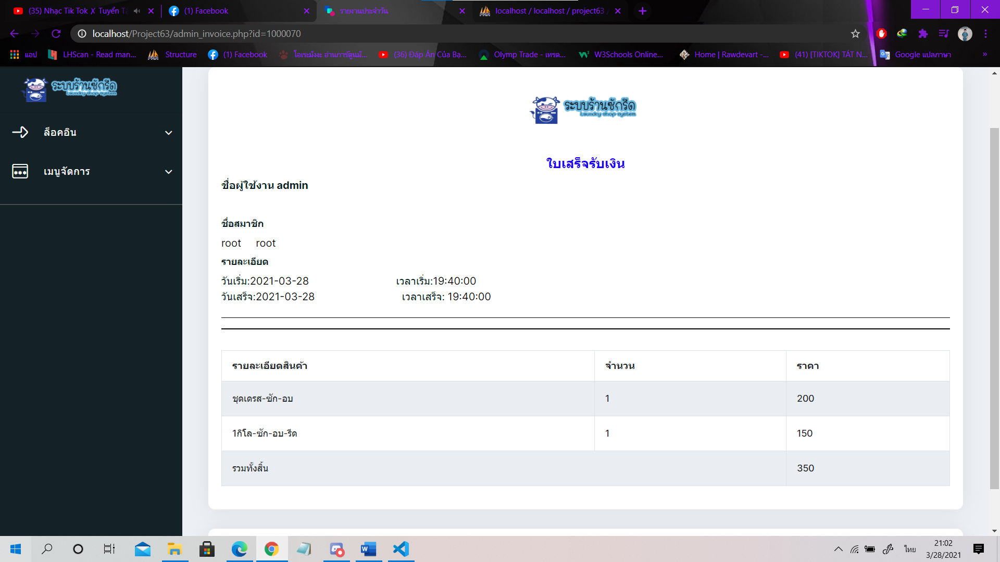 (35) Nhạc Tik Tok X Tuyển Tấ
(1) Facebook
รายงานประจำวัน
localhost / localhost / project63 /
localhost/Project63/admin_invoice.php?id=1000070
แอป
LHScan - Read man...
Structure
(1) Facebook
โอเระมังงะ อ่านการ์ตูนมั...
(36) Đáp Án Của Bạ...
Olymp Trade - เทรด...
W3Schools Online...
Home | Rawdevart -...
(41) [TIKTOK] TÁT N...
Google แปลภาษา
»
ระบบร้านซักรีด
Laundry shop system
ล็อคอิน
เมนูจัดการ
ระบบร้านซักรีด
Laundry shop system
ใบเสร็จรับเงิน
ชื่อผู้ใช้งาน admin
ชื่อสมาชิก
root root
รายละเอียด
วันเริ่ม:2021-03-28 เวลาเริ่ม:19:40:00
วันเสร็จ:2021-03-28 เวลาเสร็จ: 19:40:00
รายละเอียดสินค้า จำนวน ราคา
ชุดเดรส-ซัก-อบ 1 200
1กิโล-ซัก-อบ-รีด 1 150
รวมทั้งสิ้น 350
ไทย
21:02
3/28/2021